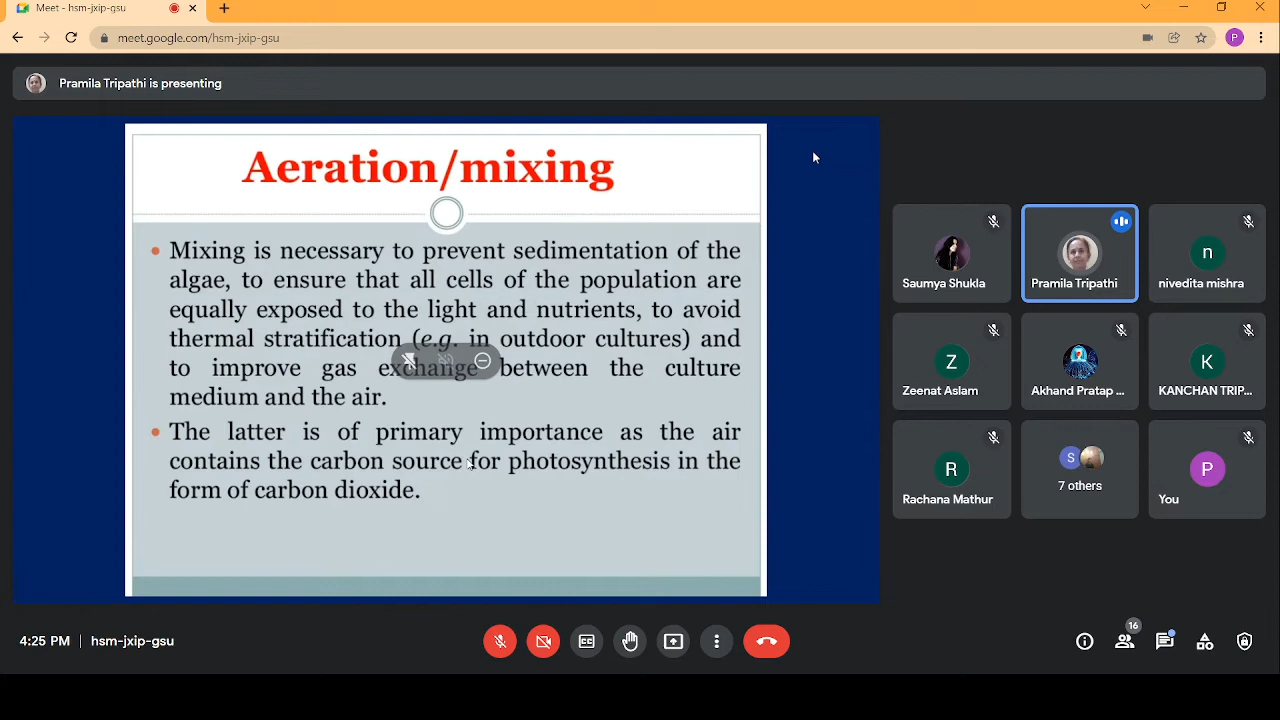 Meet - hsm-jxip-gsu
meet.google.com/hsm-jxip-gsu
P
Pramila Tripathi is presenting
Aeration/mixing
Mixing is necessary to prevent sedimentation of the
algae, to ensure that all cells of the population are
equally exposed to the light and nutrients, to avoid
thermal stratification (e.g. in outdoor cultures) and
to improve gas exchange between the culture
medium and the air.
The latter is of primary importance as the air
contains the carbon source for photosynthesis in the
form of carbon dioxide.
Saumya Shukla
Pramila Tripathi
n
nivedita mishra
Z
Zeenat Aslam
Akhand Pratap ...
K
KANCHAN TRIP...
R
Rachana Mathur
S
7 others
P
You
4:25 PM | hsm-jxip-gsu
CC
16